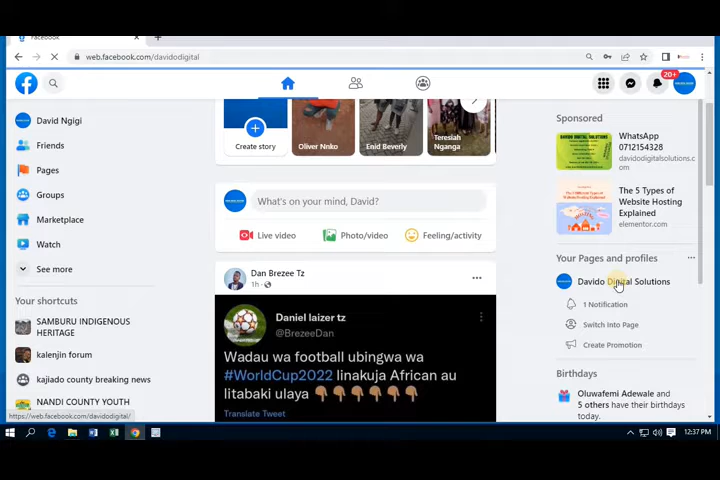 Facebook
web.facebook.com/davidodigital
20+
David Ngigi
Friends
Pages
Groups
Marketplace
Watch
See more
Your shortcuts
SAMBURU INDIGENOUS
HERITAGE
kalenjin forum
kajiado county breaking news
NANDI COUNTY YOUTH
https://web.facebook.com/davidodigital/
Create story
Oliver Nnko
Enid Beverly
Teresiah
Nganga
What's on your mind, David?
Live video
Photo/video
Feeling/activity
Dan Brezee Tz
1h
Daniel laizer tz
@BrezeeDan
Wadau wa football ubingwa wa
#WorldCup2022 linakuja African au
litabaki ulaya
Translate Tweet
Sponsored
WhatsApp
0712154328
davidodigitalsolutions.c
om
The 5 Types of
Website Hosting
Explained
elementor.com
Your Pages and profiles
Davido Digital Solutions
1 Notification
Switch Into Page
Create Promotion
Birthdays
Oluwafemi Adewale and
5 others have their birthdays
today.
12:37 PM